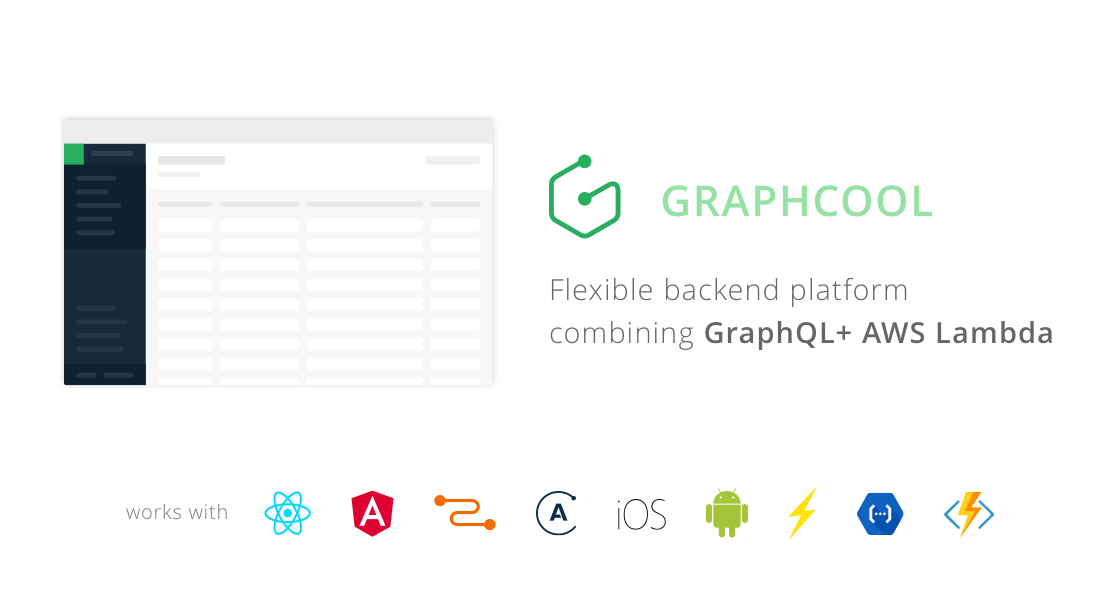 GRAPHCOOL
Flexible backend platform
combining GraphQL+ AWS Lambda
works with
A
A
iOS